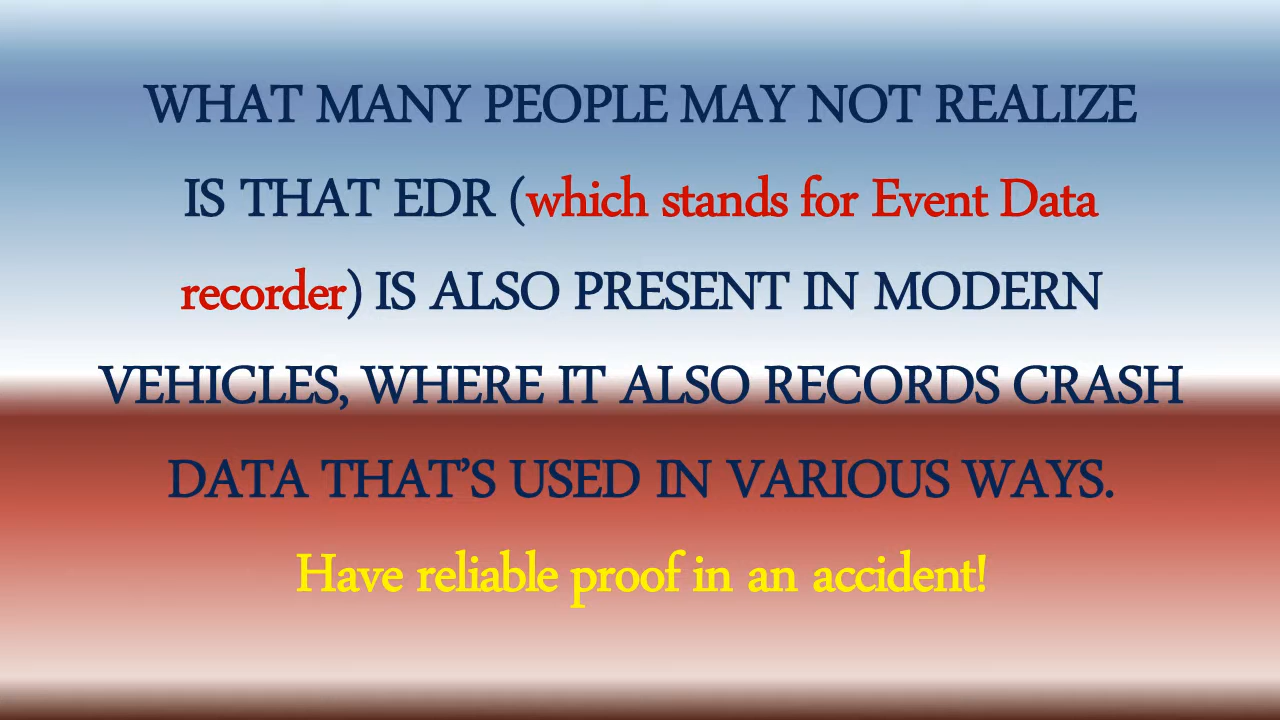 WHAT MANY PEOPLE MAY NOT REALIZE
IS THAT EDR (which stands for Event Data
recorder) IS ALSO PRESENT IN MODERN
VEHICLES, WHERE IT ALSO RECORDS CRASH
DATA THAT’S USED IN VARIOUS WAYS.
Have reliable proof in an accident!